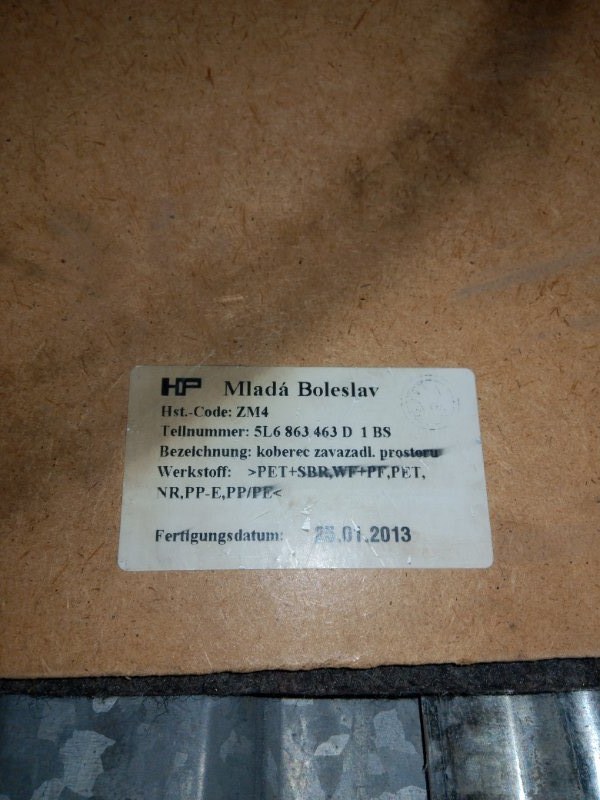 HP Mladá Boleslav
Hst.-Code: ZM4
Teilnummer: 5L6 863 463 D 1 BS
Bezeichnung: koberec zavazadl. prostoru
Werkstoff: >PET+SBR,WF+PF,PET,
NR,PP-E,PP/PE<
Fertigungsdatum: .01.2013